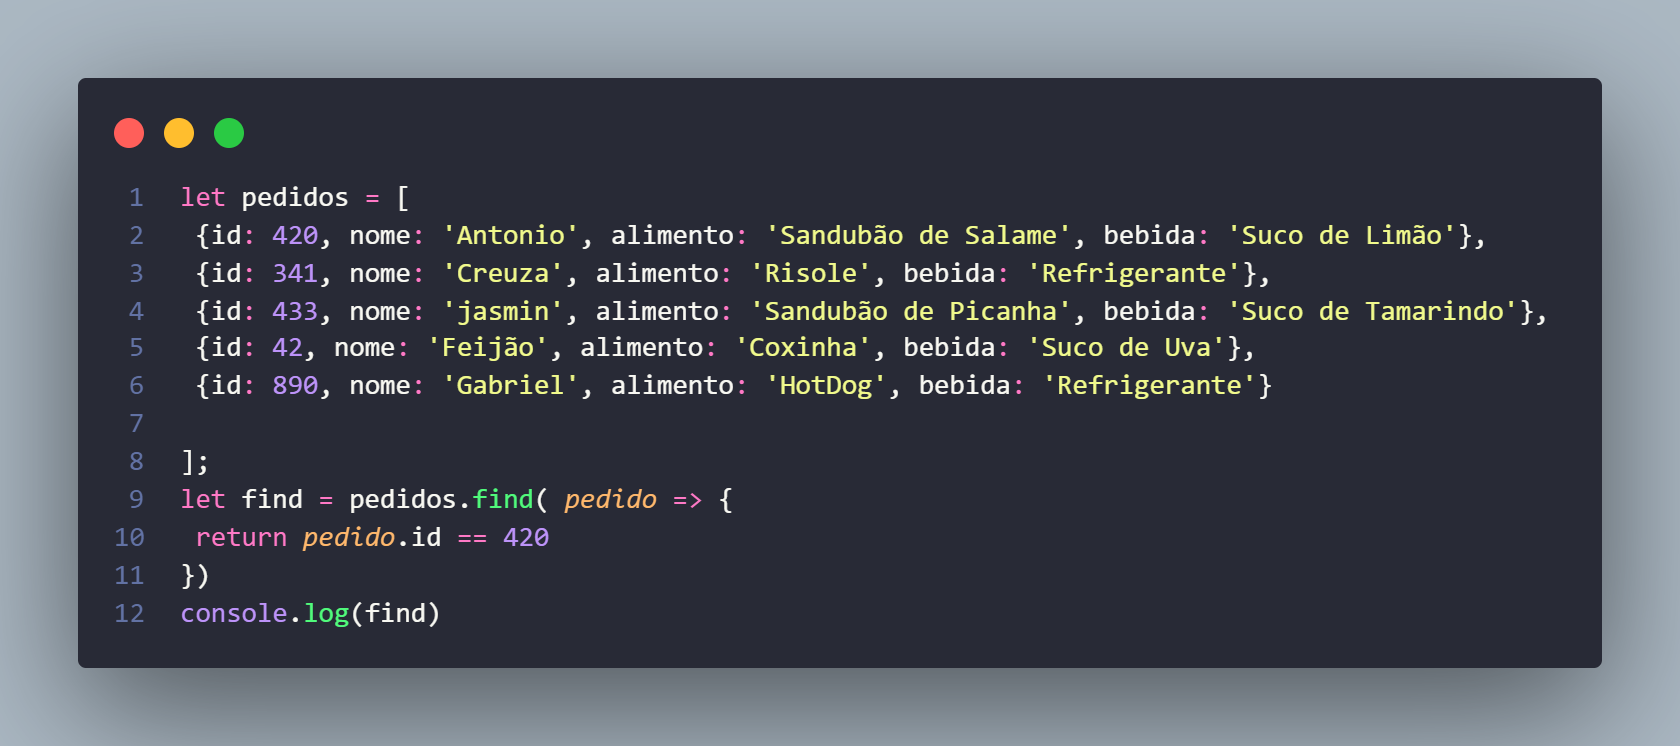 1 let pedidos = [
2 {id: 420, nome: 'Antonio', alimento: 'Sandubão de Salame', bebida: 'Suco de Limão'},
3 {id: 341, nome: 'Creuza', alimento: 'Risole', bebida: 'Refrigerante'},
4 {id: 433, nome: 'jasmin', alimento: 'Sandubão de Picanha', bebida: 'Suco de Tamarindo'},
5 {id: 42, nome: 'Feijão', alimento: 'Coxinha', bebida: 'Suco de Uva'},
6 {id: 890, nome: 'Gabriel', alimento: 'HotDog', bebida: 'Refrigerante'}
7
8 ];
9 let find = pedidos.find( pedido => {
10 return pedido.id == 420
11 })
12 console.log(find)